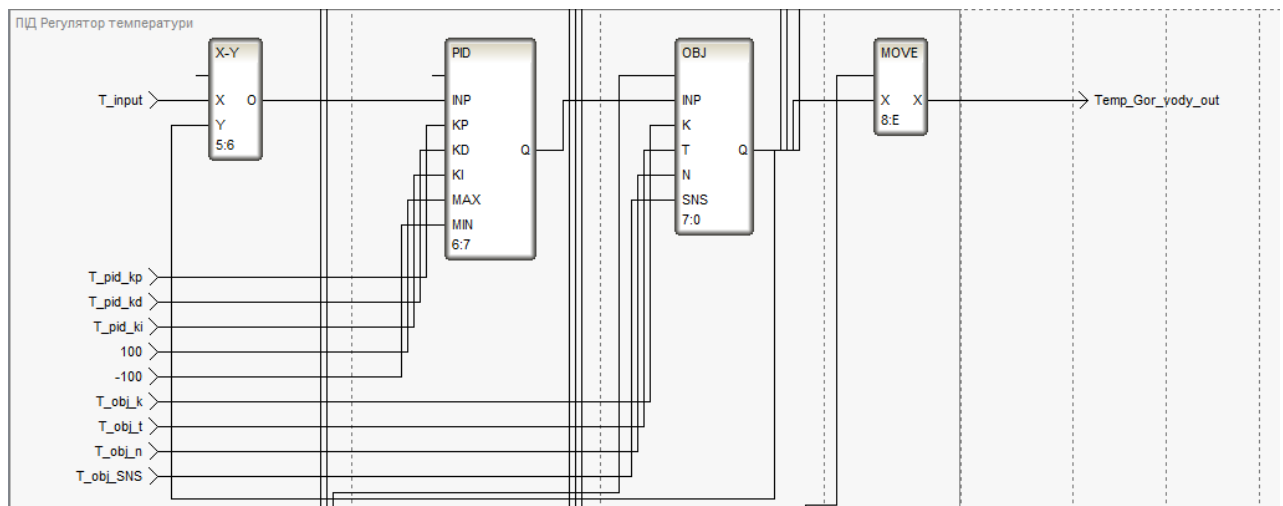 ПІД Регулятор температури
X-Y
X O
Y
5:6
PID
INP
KP
KD Q
KI
MAX
MIN
6:7
OBJ
INP
K
T Q
N
SNS
7:0
MOVE
X X
8:E
T_input
Temp_Gor_vody_out
T_pid_kp
T_pid_kd
T_pid_ki
100
-100
T_obj_k
T_obj_t
T_obj_n
T_obj_SNS